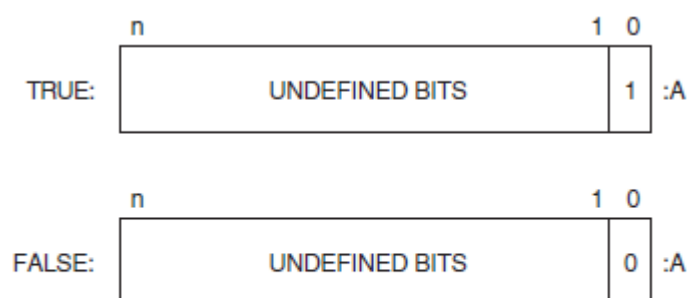 n 1 0
TRUE: UNDEFINED BITS 1 :A
n 1 0
FALSE: UNDEFINED BITS 0 :A